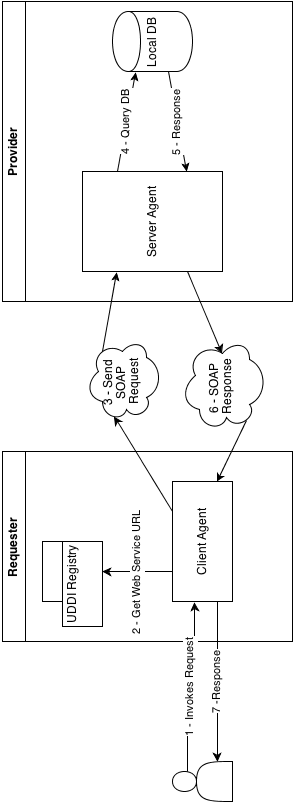 Provider
Local DB
4 - Query DB
5 - Response
Server Agent
3 - Send
SOAP
Request
6 - SOAP
Response
Requester
UDDI Registry
2 - Get Web Service URL
Client Agent
1 - Invokes Request
7 -Response